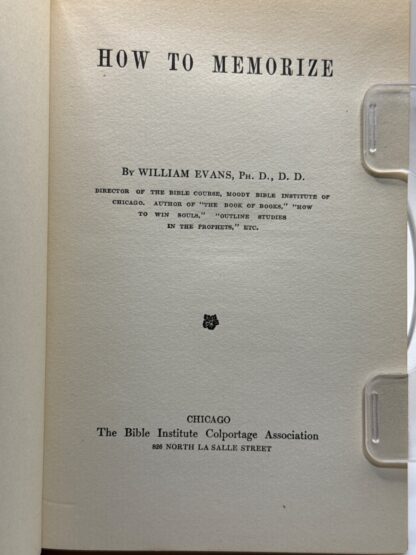 HOW TO MEMORIZE
By WILLIAM EVANS, Ph. D., D. D.
DIRECTOR OF THE BIBLE COURSE, MOODY BIBLE INSTITUTE OF
CHICAGO. AUTHOR OF "THE BOOK OF BOOKS," "HOW
TO WIN SOULS," "OUTLINE STUDIES
IN THE PROPHETS," ETC.
CHICAGO
The Bible Institute Colportage Association
826 NORTH LA SALLE STREET